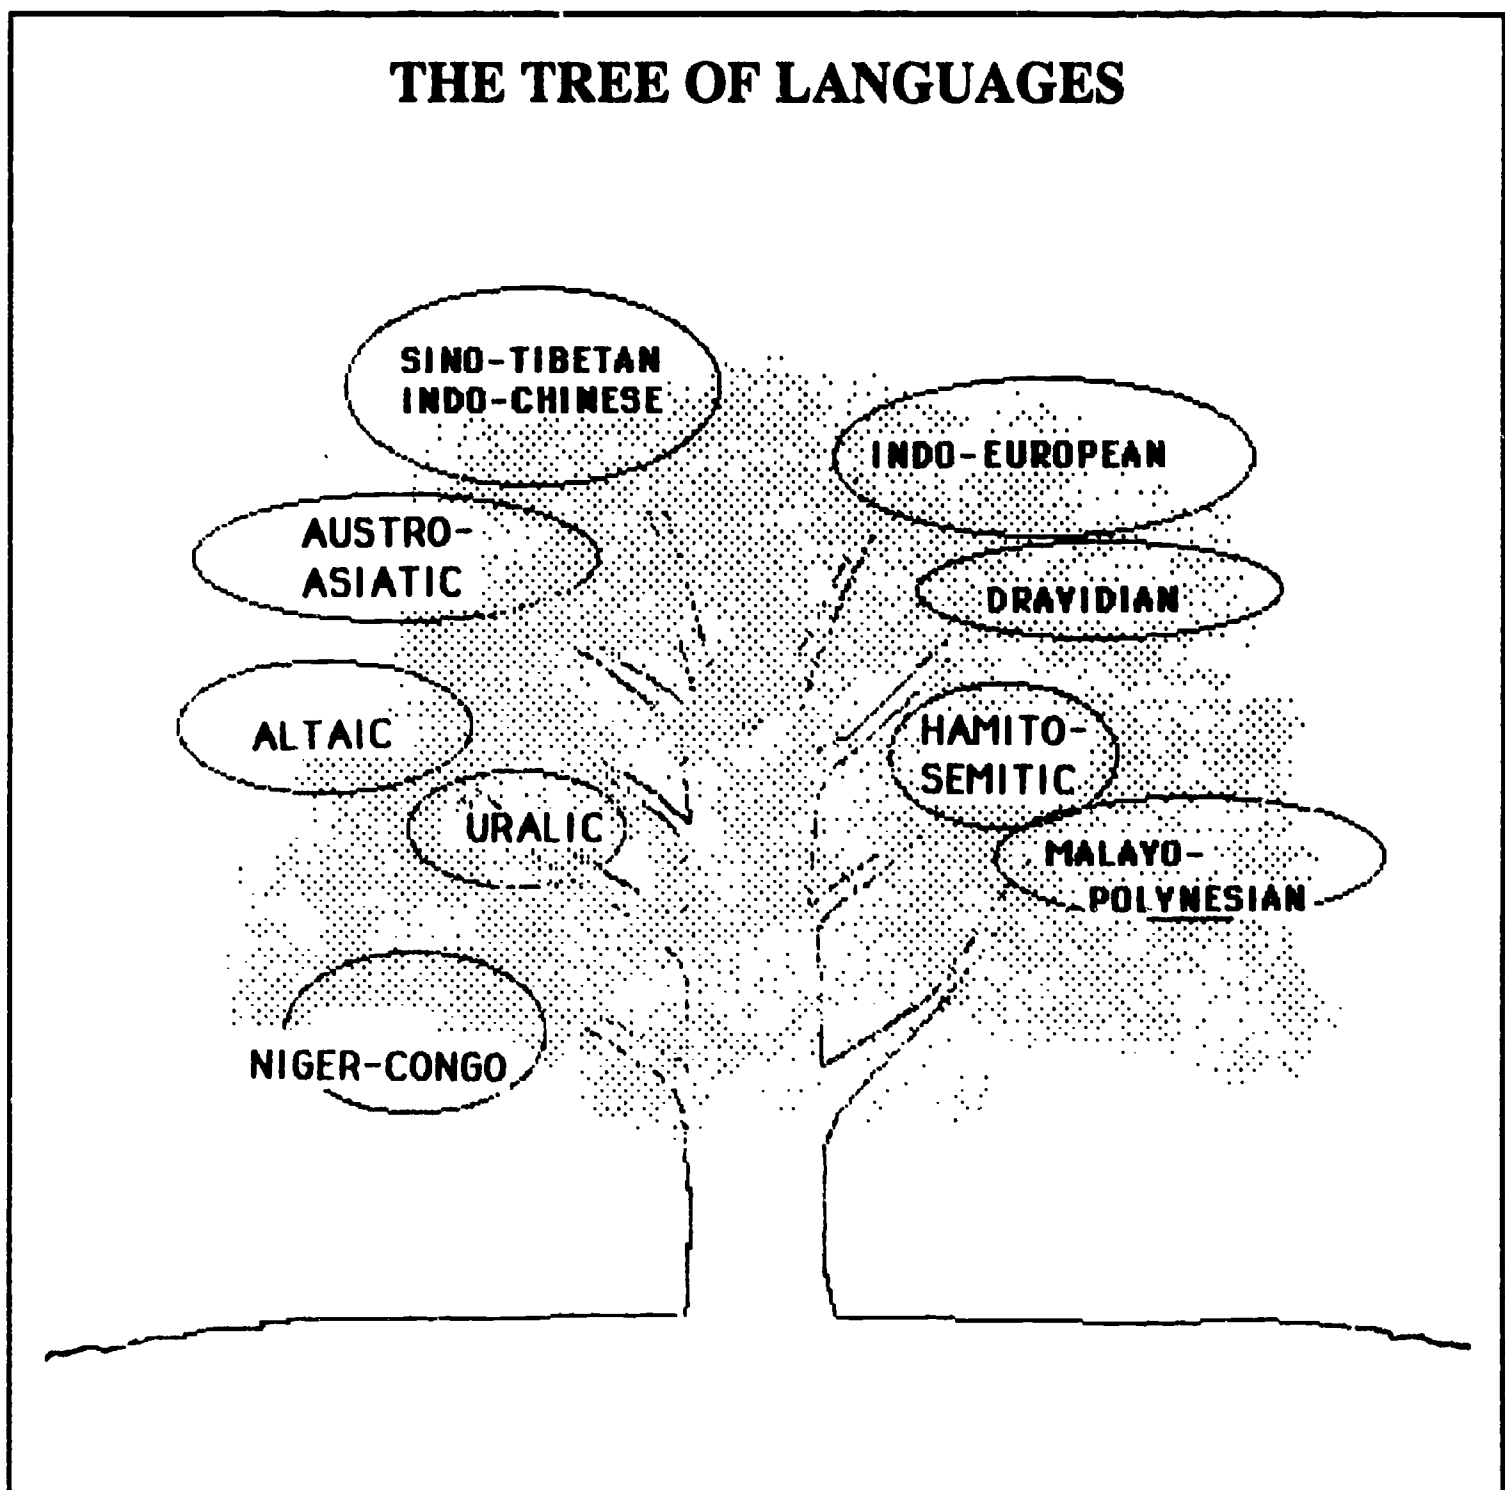 THE TREE OF LANGUAGES
SINO-TIBETAN
INDO-CHINESE
INDO-EUROPEAN
AUSTRO-
ASIATIC
DRAVIDIAN
ALTAIC
HAMITO-
SEMITIC
URALIC
MALAYO-
POLYNESIAN
NIGER-CONGO